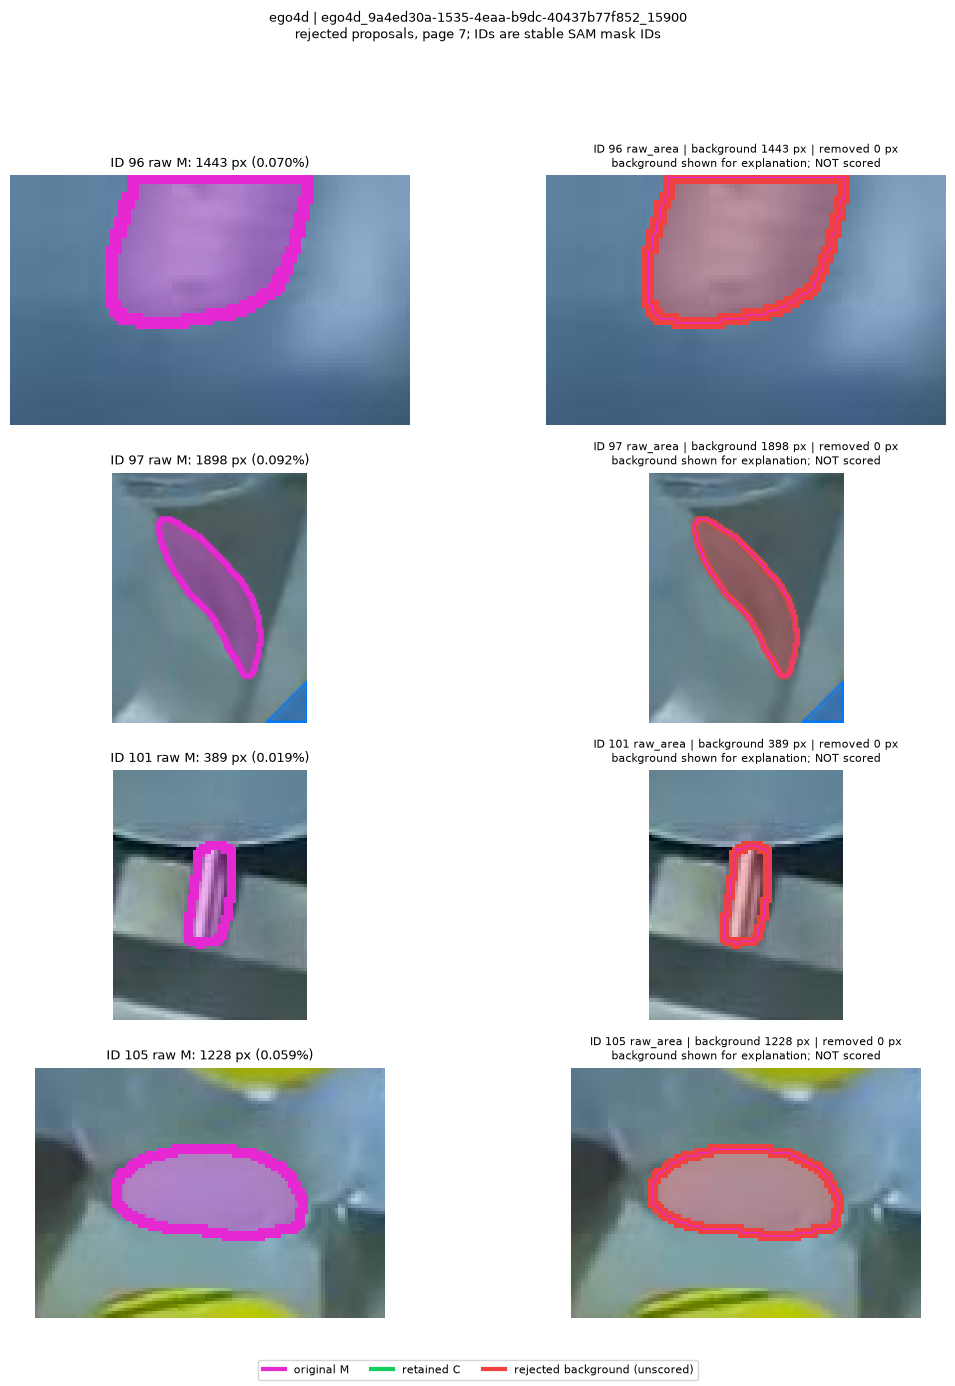 ego4d | ego4d_9a4ed30a-1535-4eaa-b9dc-40437b77f852_15900
rejected proposals, page 7; IDs are stable SAM mask IDs
ID 96 raw M: 1443 px (0.070%)
ID 96 raw_area | background 1443 px | removed 0 px
background shown for explanation; NOT scored
ID 97 raw M: 1898 px (0.092%)
ID 97 raw_area | background 1898 px | removed 0 px
background shown for explanation; NOT scored
ID 101 raw M: 389 px (0.019%)
ID 101 raw_area | background 389 px | removed 0 px
background shown for explanation; NOT scored
ID 105 raw M: 1228 px (0.059%)
ID 105 raw_area | background 1228 px | removed 0 px
background shown for explanation; NOT scored
original M
retained C
rejected background (unscored)